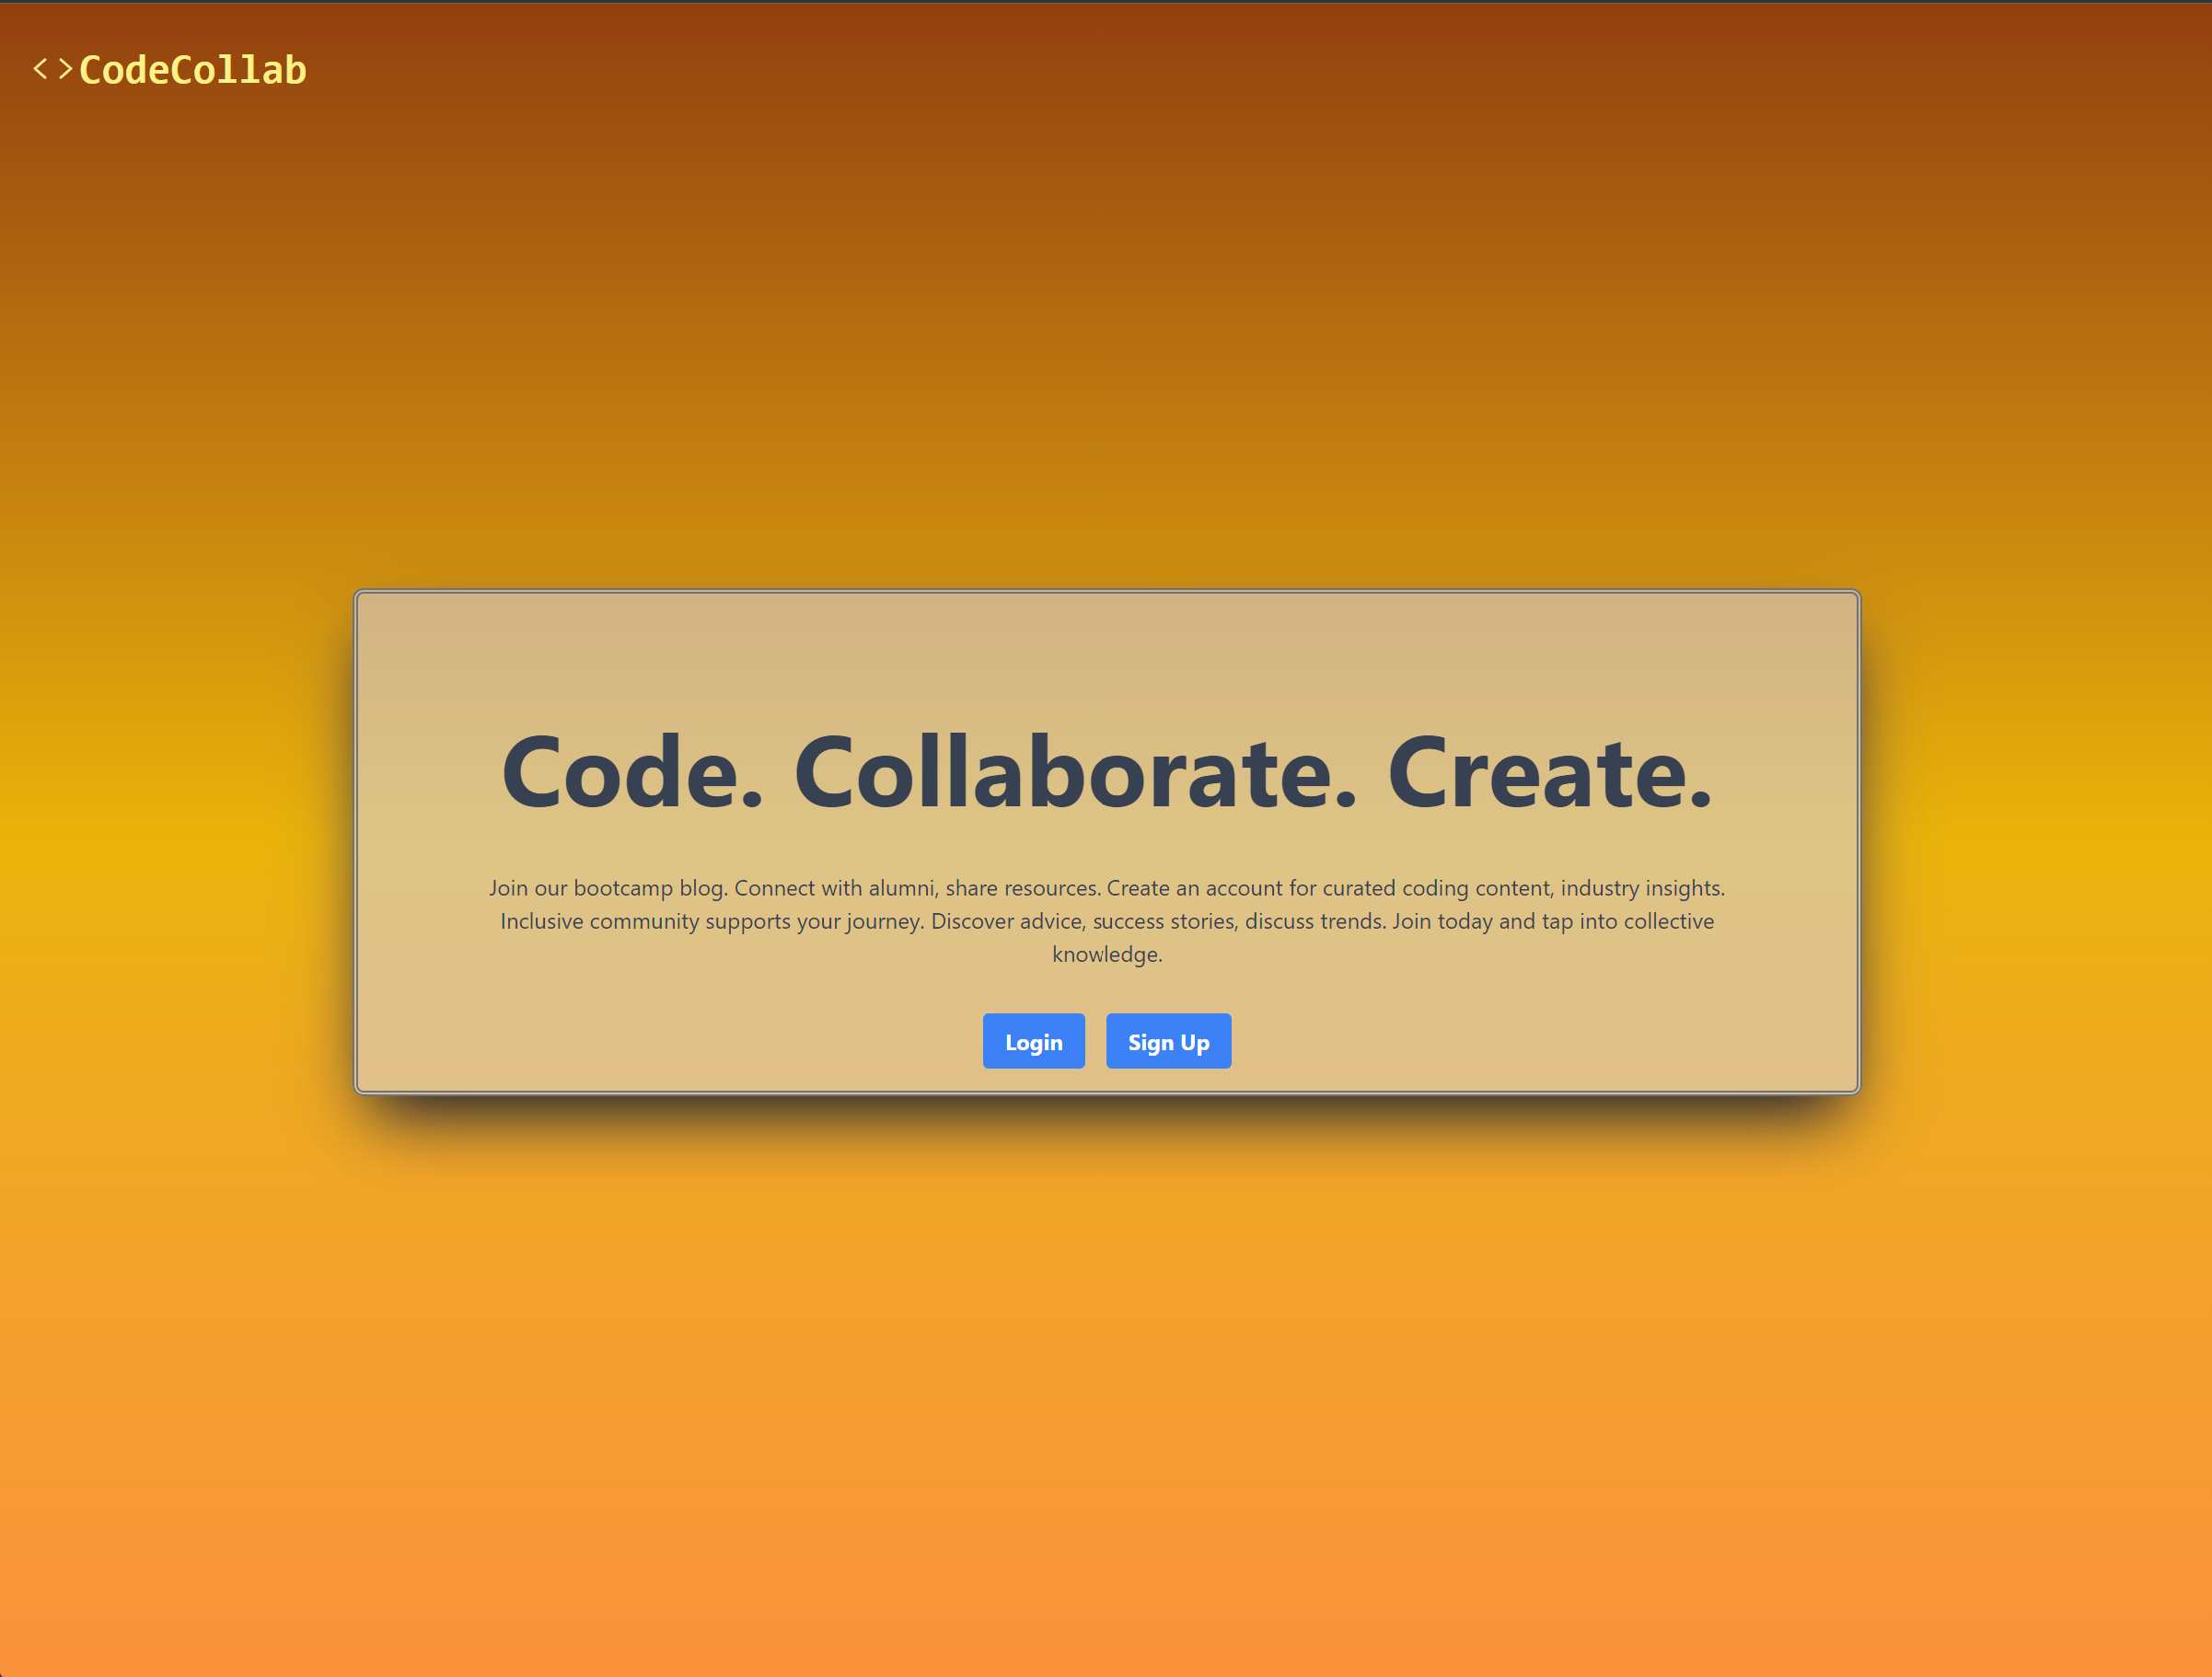 <>CodeCollab
Code. Collaborate. Create.
Join our bootcamp blog. Connect with alumni, share resources. Create an account for curated coding content, industry insights.
Inclusive community supports your journey. Discover advice, success stories, discuss trends. Join today and tap into collective
knowledge.
Login
Sign Up